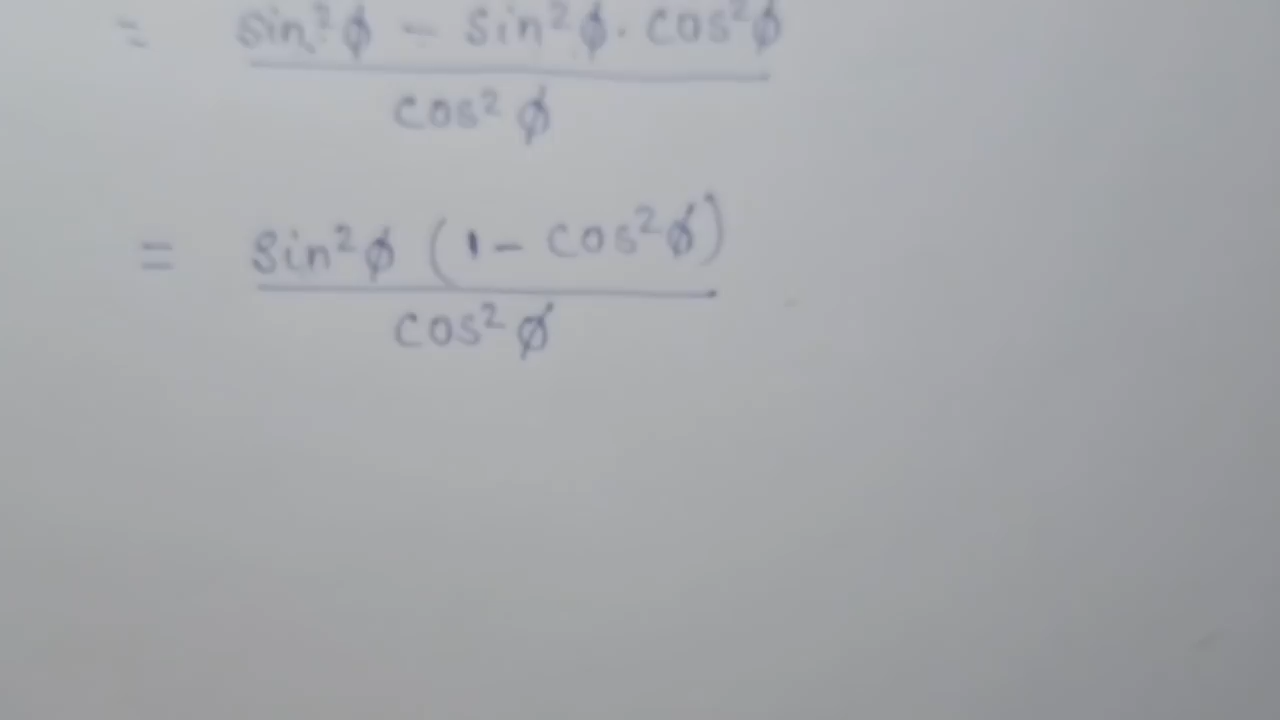 = sin²φ - sin²φ. cos²φ
cos²φ
= sin²φ (1 - cos²φ)
cos²φ